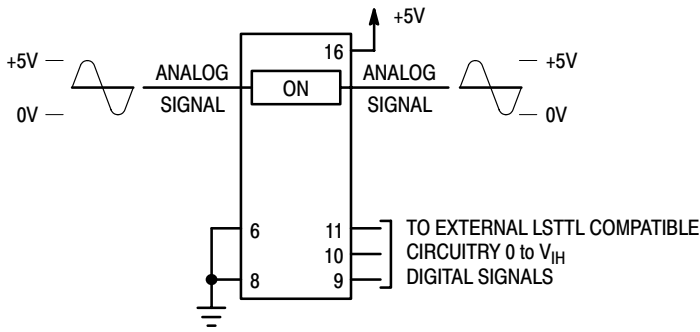 +5V
16
+5V
ANALOG
SIGNAL
0V
ON
ANALOG
SIGNAL
+5V
0V
6
8
11
10
9
TO EXTERNAL LSTTL COMPATIBLE
CIRCUITRY 0 to VIH
DIGITAL SIGNALS